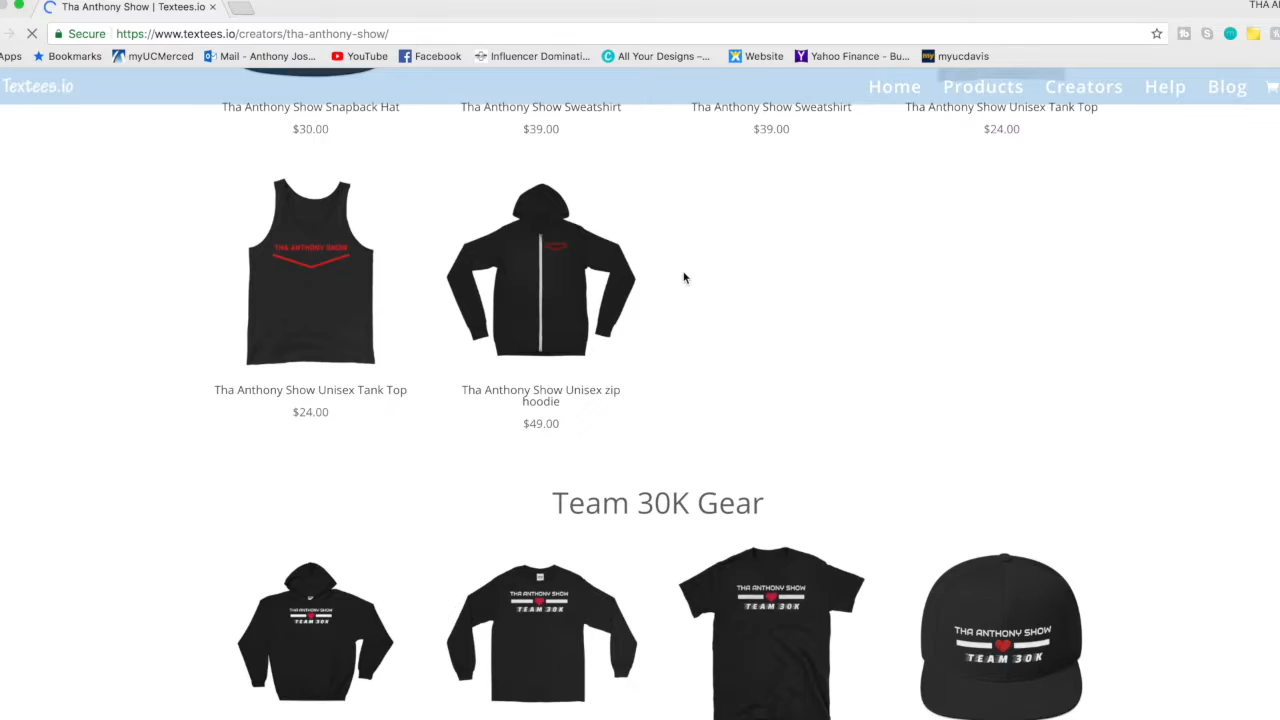 Tha Anthony Show | Textees.io
THA AN
Secure https://www.textees.io/creators/tha-anthony-show/
Apps Bookmarks myUCMerced Mail - Anthony Jos... YouTube Facebook Influencer Dominati... All Your Designs –... Website Yahoo Finance - Bu... myucdavis
Textees.io Home Products Creators Help Blog
Tha Anthony Show Snapback Hat Tha Anthony Show Sweatshirt Tha Anthony Show Sweatshirt Tha Anthony Show Unisex Tank Top
$30.00 $39.00 $39.00 $24.00
THA ANTHONY SHOW
Tha Anthony Show Unisex Tank Top Tha Anthony Show Unisex zip
hoodie
$24.00
$49.00
Team 30K Gear
THA ANTHONY SHOW
TEAM 30K
THA ANTHONY SHOW
TEAM 30K
THA ANTHONY SHOW
TEAM 30K
THA ANTHONY SHOW
TEAM 30K